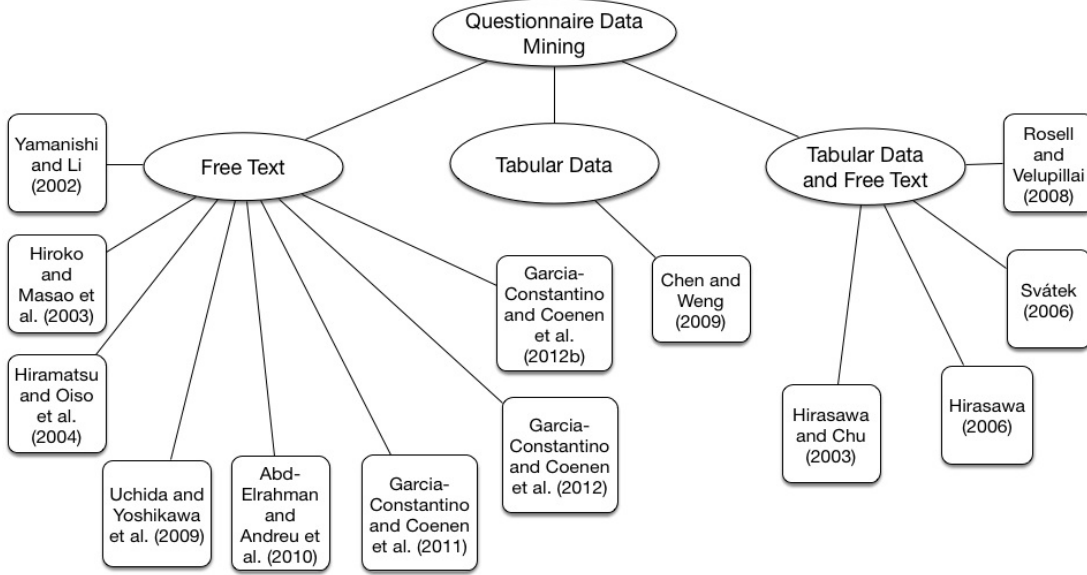 Questionnaire Data
Mining
Free Text
Tabular Data
Tabular Data
and Free Text
Yamanishi
and Li
(2002)
Hiroko
and
Masao et
al. (2003)
Hiramatsu
and Oiso et
al.
(2004)
Uchida and
Yoshikawa
et al. (2009)
Abd-
Elrahman
and
Andreu et
al. (2010)
Garcia-
Constantino
and Coenen
et al. (2011)
Garcia-
Constantino
and Coenen
et al. (2012)
Garcia-
Constantino
and Coenen
et al.
(2012b)
Chen and
Weng
(2009)
Hirasawa
and Chu
(2003)
Hirasawa
(2006)
Svátek
(2006)
Rosell
and
Velupillai
(2008)